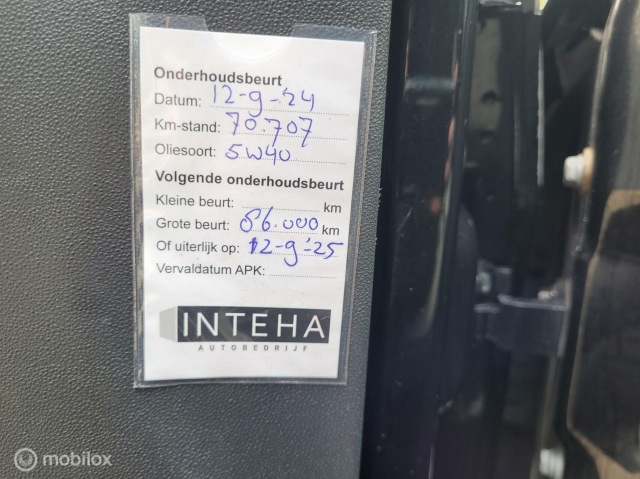 Onderhoudsbeurt
Datum: 12-9-'24
Km-stand: 70.707
Oliesoort: 5W40
Volgende onderhoudsbeurt
Kleine beurt: km
Grote beurt: 86.000 km
Of uiterlijk op: 12-9-'25
Vervaldatum APK:
INTEHA
AUTOBEDRIJF
mobilox